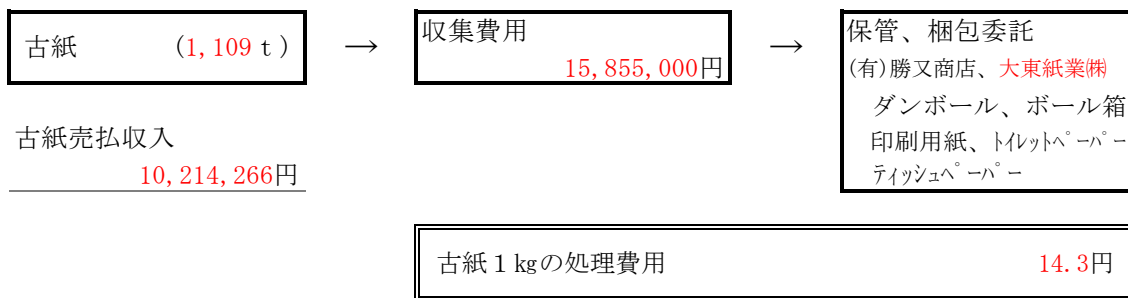 古紙 (1,109ｔ)
→
収集費用
15,855,000円
→
保管、梱包委託
(有)勝又商店、大東紙業㈱
ダンボール、ボール箱
印刷用紙、ﾄｲﾚｯﾄﾍﾟｰﾊﾟｰ
ﾃｨｯｼｭﾍﾟｰﾊﾟｰ
古紙売払収入
10,214,266円
古紙１㎏の処理費用 14.3円